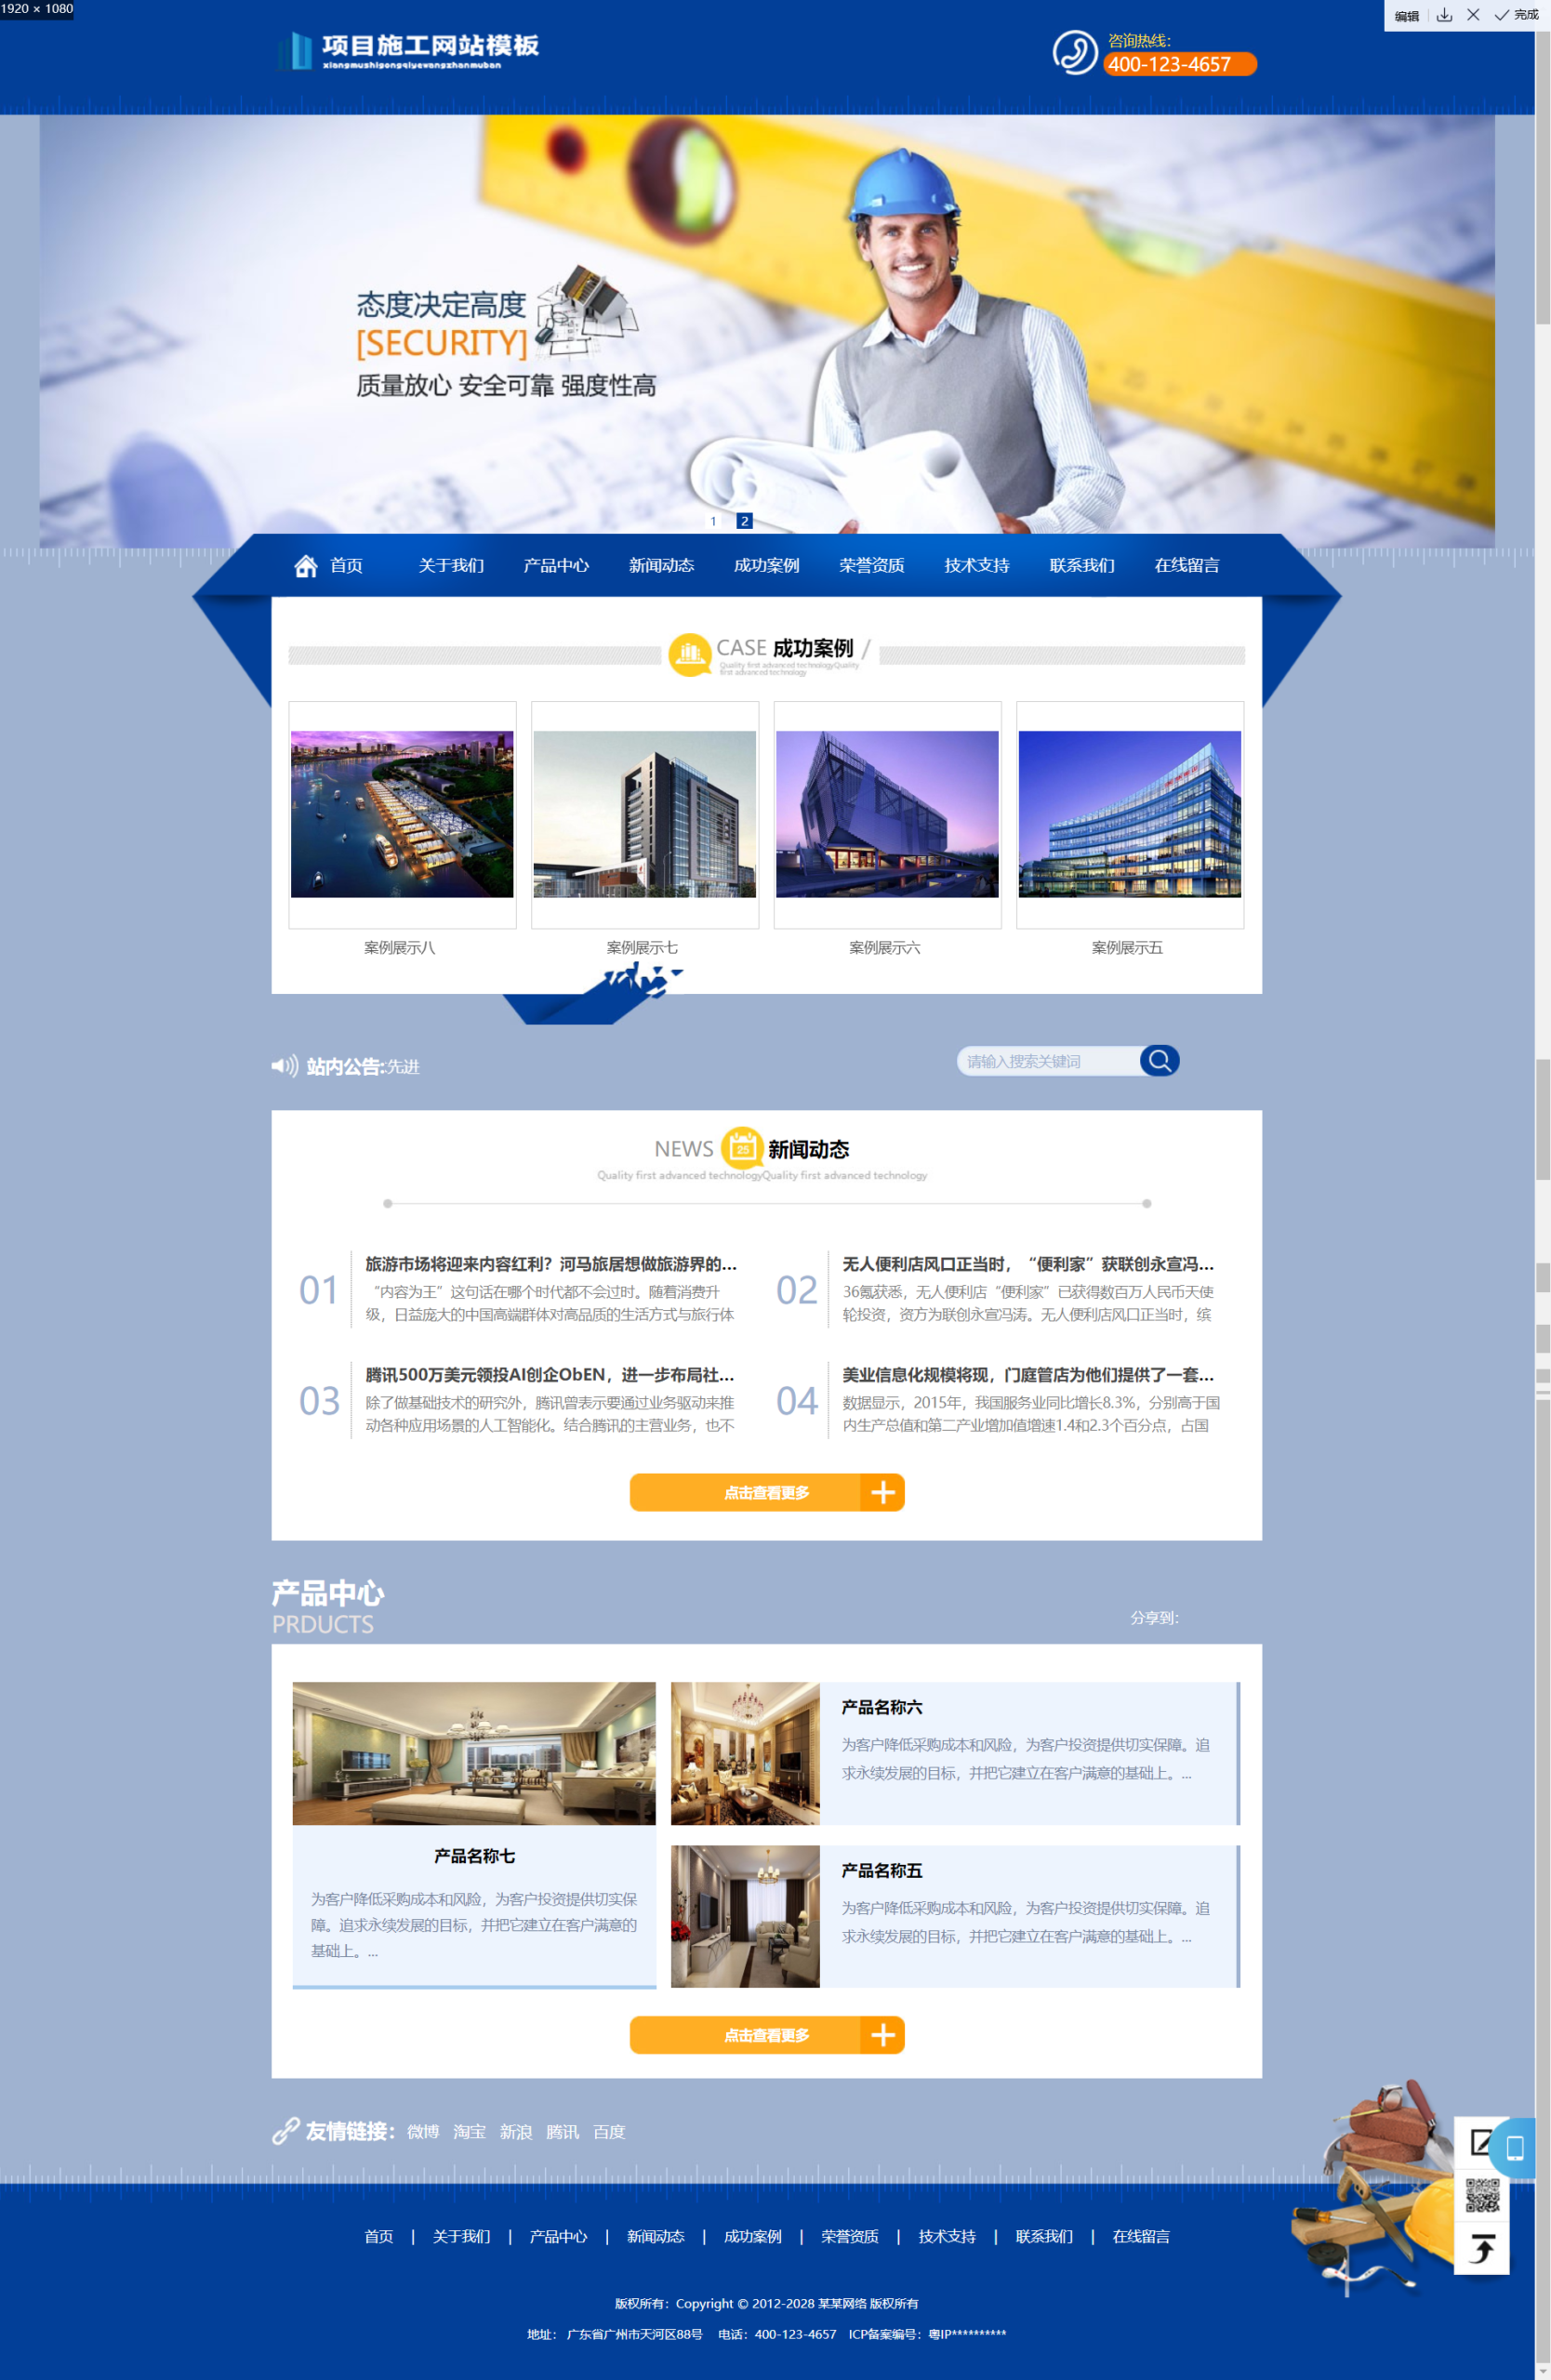 1920 × 1080
编辑
完成
项目施工网站模板
xiangmushigongqiyewangzhanmuban
咨询热线：
400-123-4657
态度决定高度
[SECURITY]
质量放心 安全可靠 强度性高
1 2
首页 关于我们 产品中心 新闻动态 成功案例 荣誉资质 技术支持 联系我们 在线留言
CASE 成功案例 /
Quality first advanced technologyQuality
first advanced technology
案例展示八 案例展示七 案例展示六 案例展示五
站内公告:先进
请输入搜索关键词
NEWS 25 新闻动态
Quality first advanced technologyQuality first advanced technology
01
旅游市场将迎来内容红利？河马旅居想做旅游界的...
“内容为王”这句话在哪个时代都不会过时。随着消费升
级，日益庞大的中国高端群体对高品质的生活方式与旅行体
02
无人便利店风口正当时，“便利家”获联创永宣冯...
36氪获悉，无人便利店“便利家”已获得数百万人民币天使
轮投资，资方为联创永宣冯涛。无人便利店风口正当时，缤
03
腾讯500万美元领投AI创企ObEN，进一步布局社...
除了做基础技术的研究外，腾讯曾表示要通过业务驱动来推
动各种应用场景的人工智能化。结合腾讯的主营业务，也不
04
美业信息化规模将现，门庭管店为他们提供了一套...
数据显示，2015年，我国服务业同比增长8.3%，分别高于国
内生产总值和第二产业增加值增速1.4和2.3个百分点，占国
点击查看更多
产品中心
PRDUCTS
分享到：
产品名称七
为客户降低采购成本和风险，为客户投资提供切实保
障。追求永续发展的目标，并把它建立在客户满意的
基础上。...
产品名称六
为客户降低采购成本和风险，为客户投资提供切实保障。追
求永续发展的目标，并把它建立在客户满意的基础上。...
产品名称五
为客户降低采购成本和风险，为客户投资提供切实保障。追
求永续发展的目标，并把它建立在客户满意的基础上。...
点击查看更多
友情链接： 微博 淘宝 新浪 腾讯 百度
首页 | 关于我们 | 产品中心 | 新闻动态 | 成功案例 | 荣誉资质 | 技术支持 | 联系我们 | 在线留言
版权所有：Copyright © 2012-2028 某某网络 版权所有
地址： 广东省广州市天河区88号 电话：400-123-4657 ICP备案编号：粤IP**********